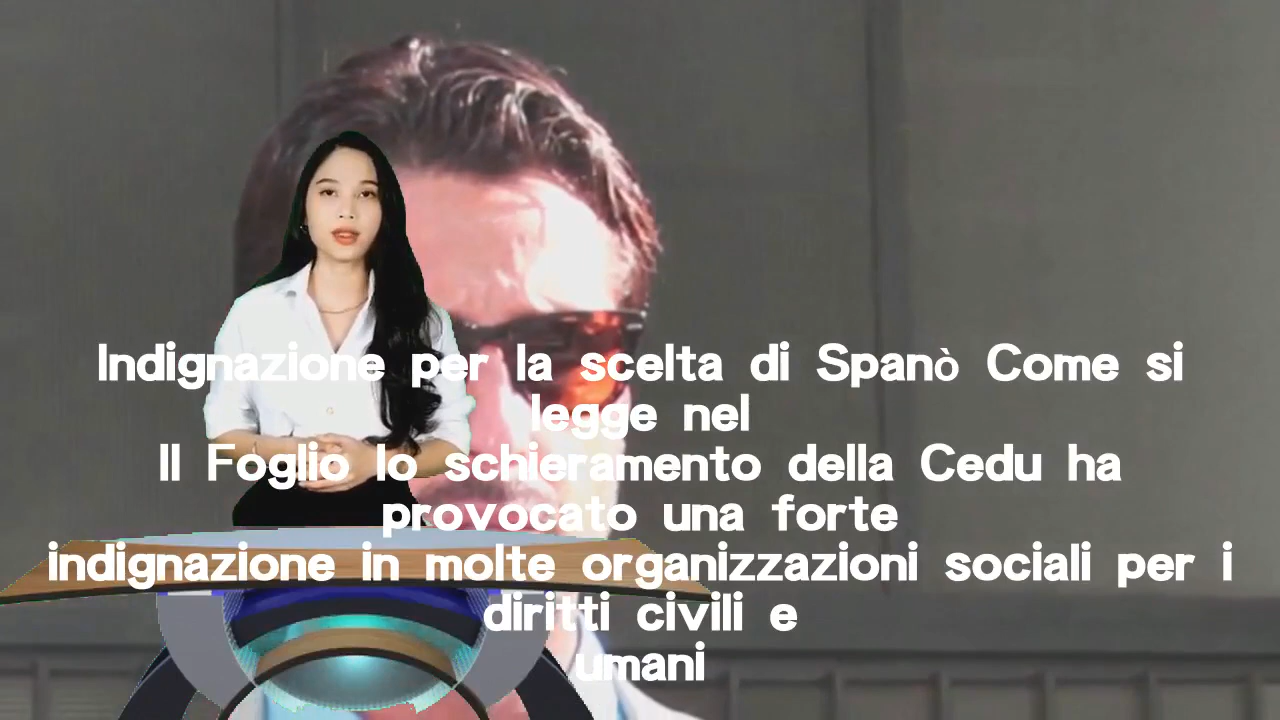 Indignazione per la scelta di Spanò Come si
legge nel
Il Foglio lo schieramento della Cedu ha
provocato una forte
indignazione in molte organizzazioni sociali per i
diritti civili e
umani